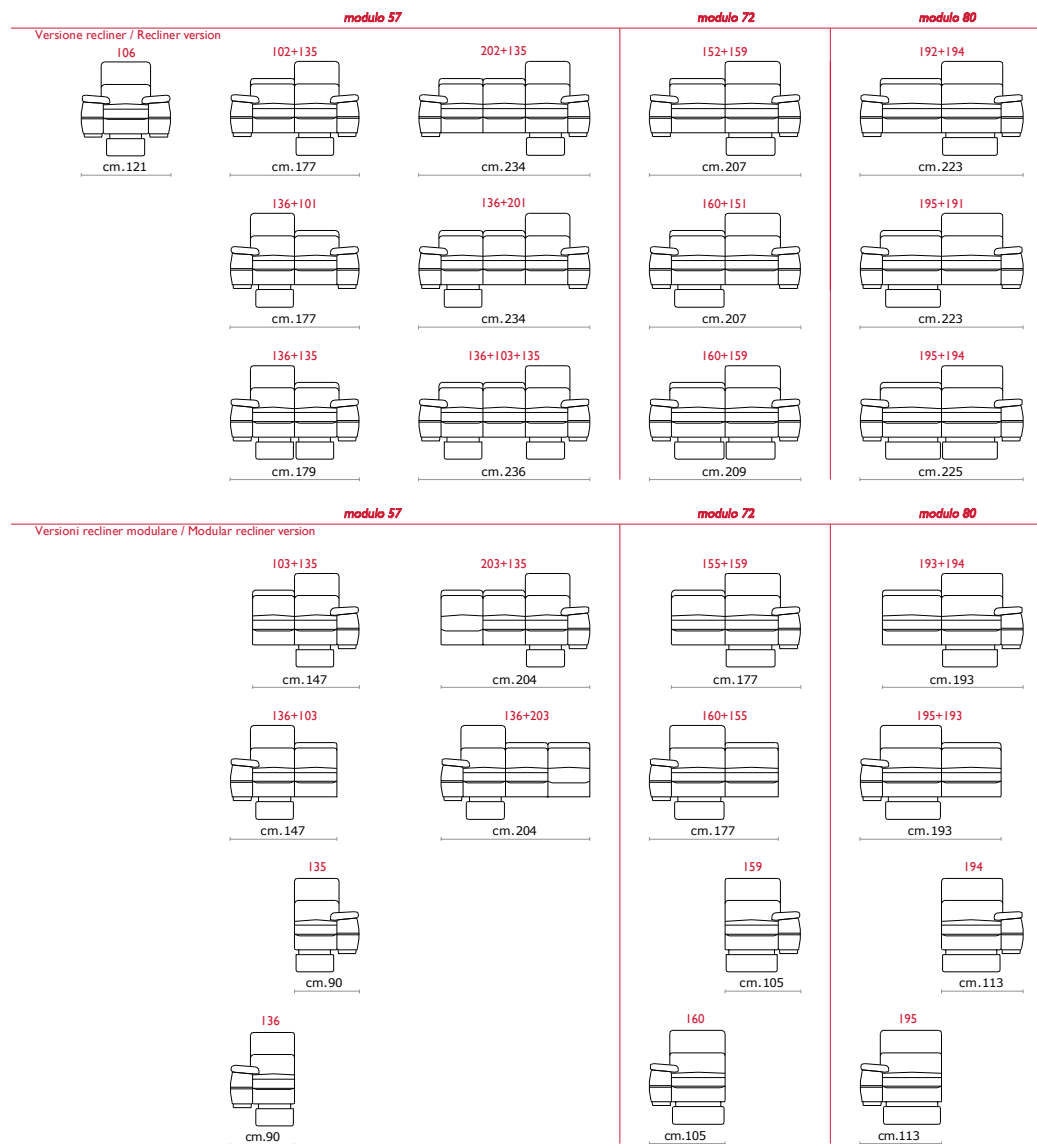 modulo 57 modulo 72 modulo 80
Versione recliner / Recliner version
106 102+135 202+135 152+159 192+194
cm.121 cm.177 cm.234 cm.207 cm.223
136+101 136+201 160+151 195+191
cm.177 cm.234 cm.207 cm.223
136+135 136+103+135 160+159 195+194
cm.179 cm.236 cm.209 cm.225
modulo 57 modulo 72 modulo 80
Versioni recliner modulare / Modular recliner version
103+135 203+135 155+159 193+194
cm.147 cm.204 cm.177 cm.193
136+103 136+203 160+155 195+193
cm.147 cm.204 cm.177 cm.193
135 159 194
cm.90 cm.105 cm.113
136 160 195
cm.90 cm.105 cm.113